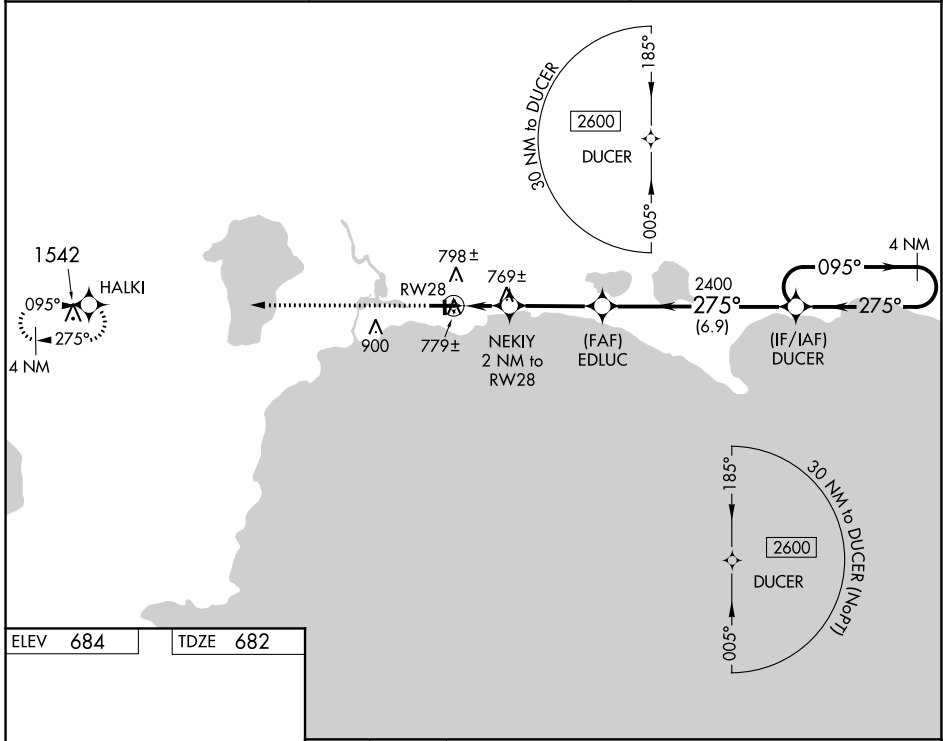 30 NM to DUCER
185°
2600
DUCER
005°
1542
HALKI
095°
275°
4 NM
798±
RW28
769±
900
779±
NEKIY
2 NM to
RW28
(FAF)
EDLUC
2400
275°
(6.9)
(IF/IAF)
DUCER
4 NM
095°
275°
185°
30 NM to DUCER (NoPT)
2600
DUCER
005°
ELEV 684
TDZE 682